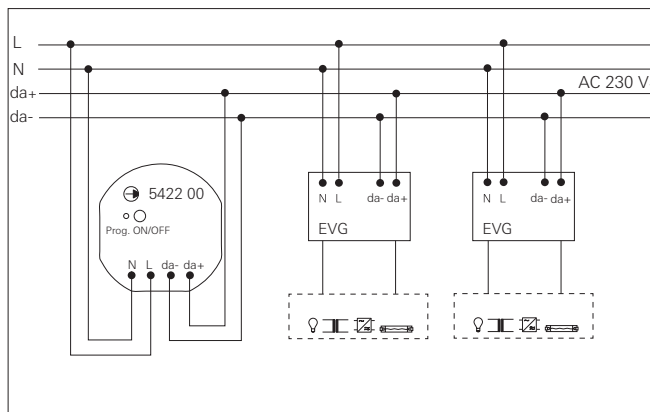 L
N
AC 230 V
da+
da-
5422 00
Prog. ON/OFF
N L da- da+
N L da- da+
EVG
N L da- da+
EVG